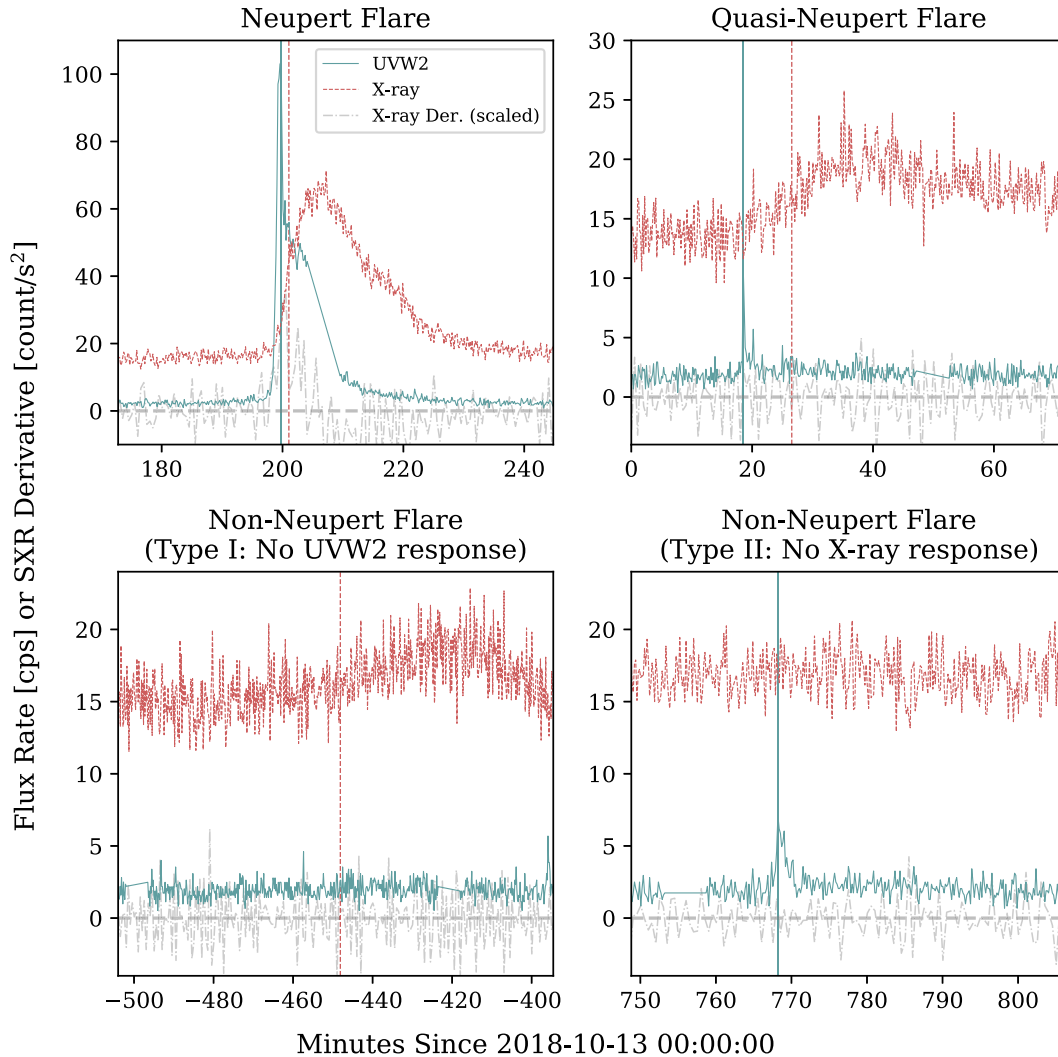 Neupert Flare
Quasi-Neupert Flare
UVW2
X-ray
X-ray Der. (scaled)
100
80
60
40
20
0
180 200 220 240
30
25
20
15
10
5
0
0 20 40 60
Flux Rate [cps] or SXR Derivative [count/s²]
Non-Neupert Flare
(Type I: No UVW2 response)
Non-Neupert Flare
(Type II: No X-ray response)
20
15
10
5
0
−500 −480 −460 −440 −420 −400
20
15
10
5
0
750 760 770 780 790 800
Minutes Since 2018-10-13 00:00:00